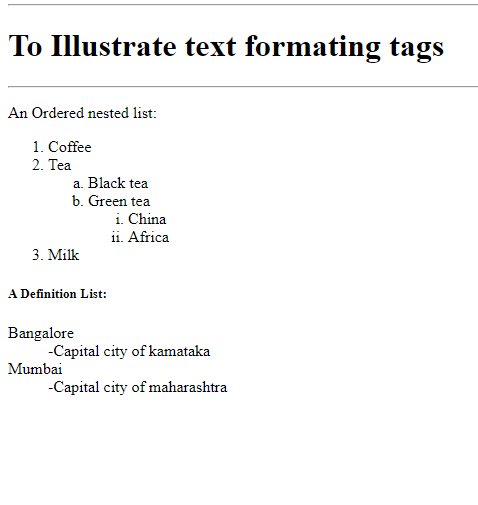 To Illustrate text formating tags
An Ordered nested list:
1. Coffee
2. Tea
a. Black tea
b. Green tea
i. China
ii. Africa
3. Milk
A Definition List:
Bangalore
-Capital city of kamataka
Mumbai
-Capital city of maharashtra